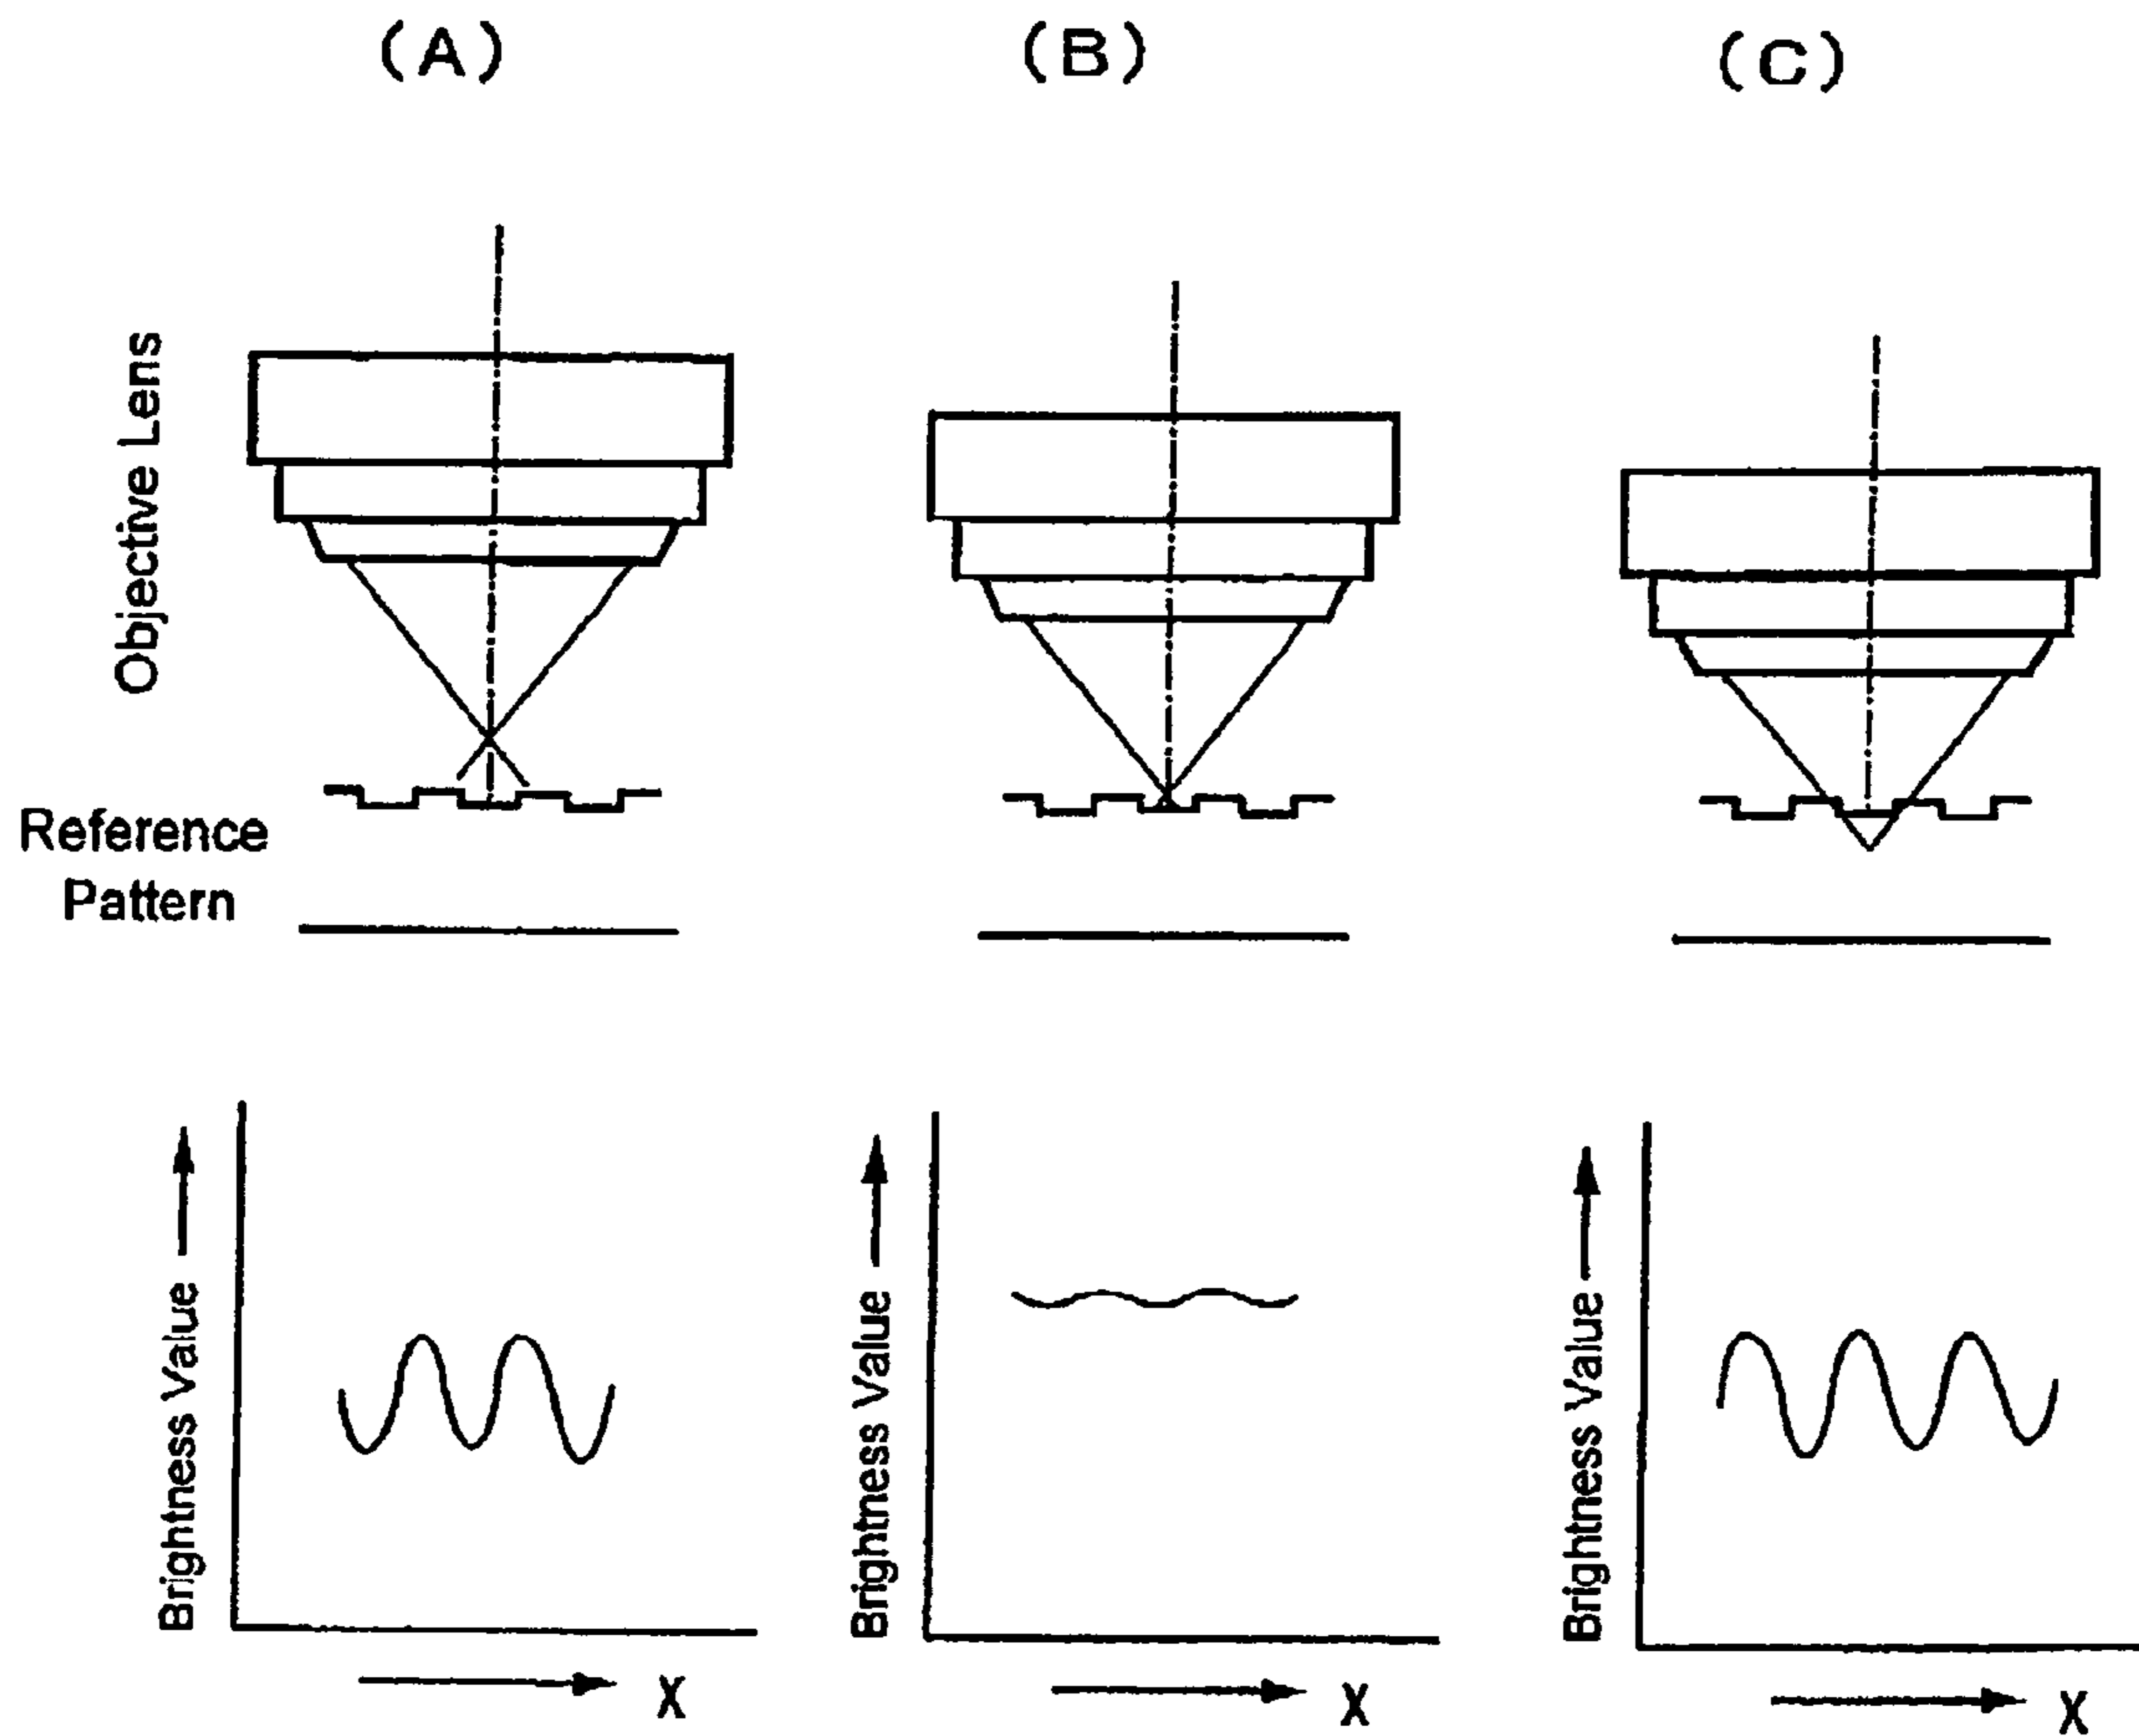 (A)
(B)
(C)
Objective Lens
Reference
Pattern
Brightness Value
X
Brightness Value
X
Brightness Value
X